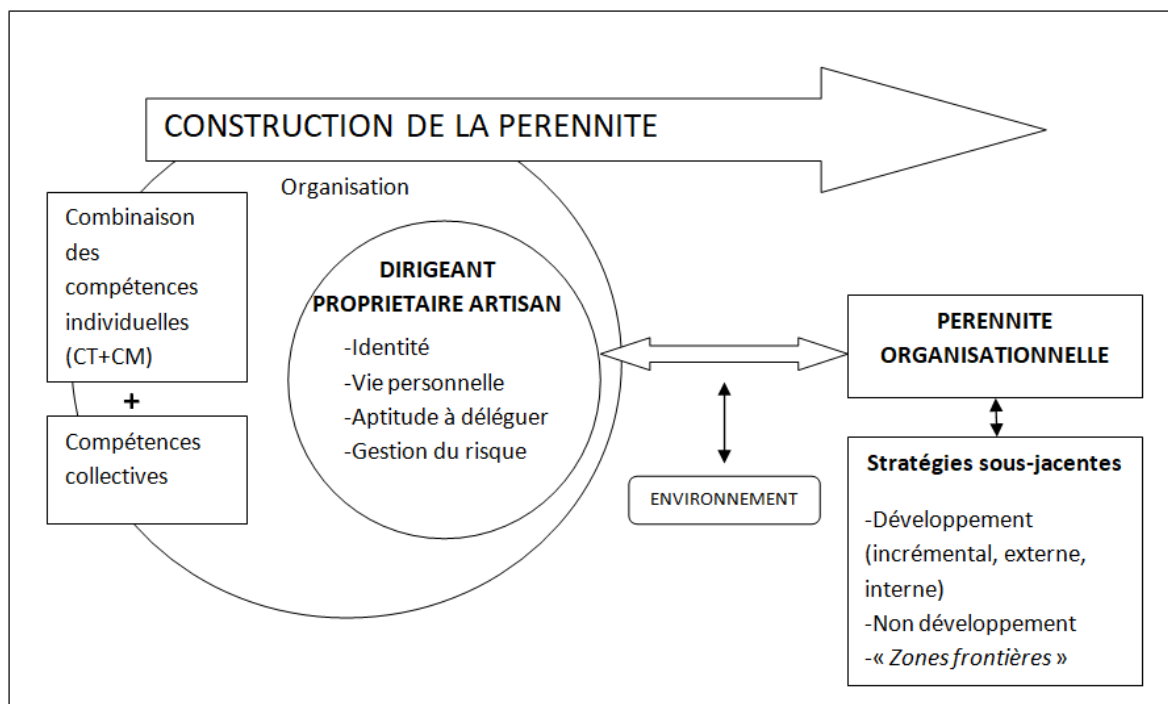 CONSTRUCTION DE LA PERENNITE
Organisation
Combinaison
des
compétences
individuelles
(CT+CM)
+
Compétences
collectives
DIRIGEANT
PROPRIETAIRE ARTISAN
-Identité
-Vie personnelle
-Aptitude à déléguer
-Gestion du risque
ENVIRONNEMENT
PERENNITE
ORGANISATIONNELLE
Stratégies sous-jacentes
-Développement
(incrémental, externe,
interne)
-Non développement
-« Zones frontières »